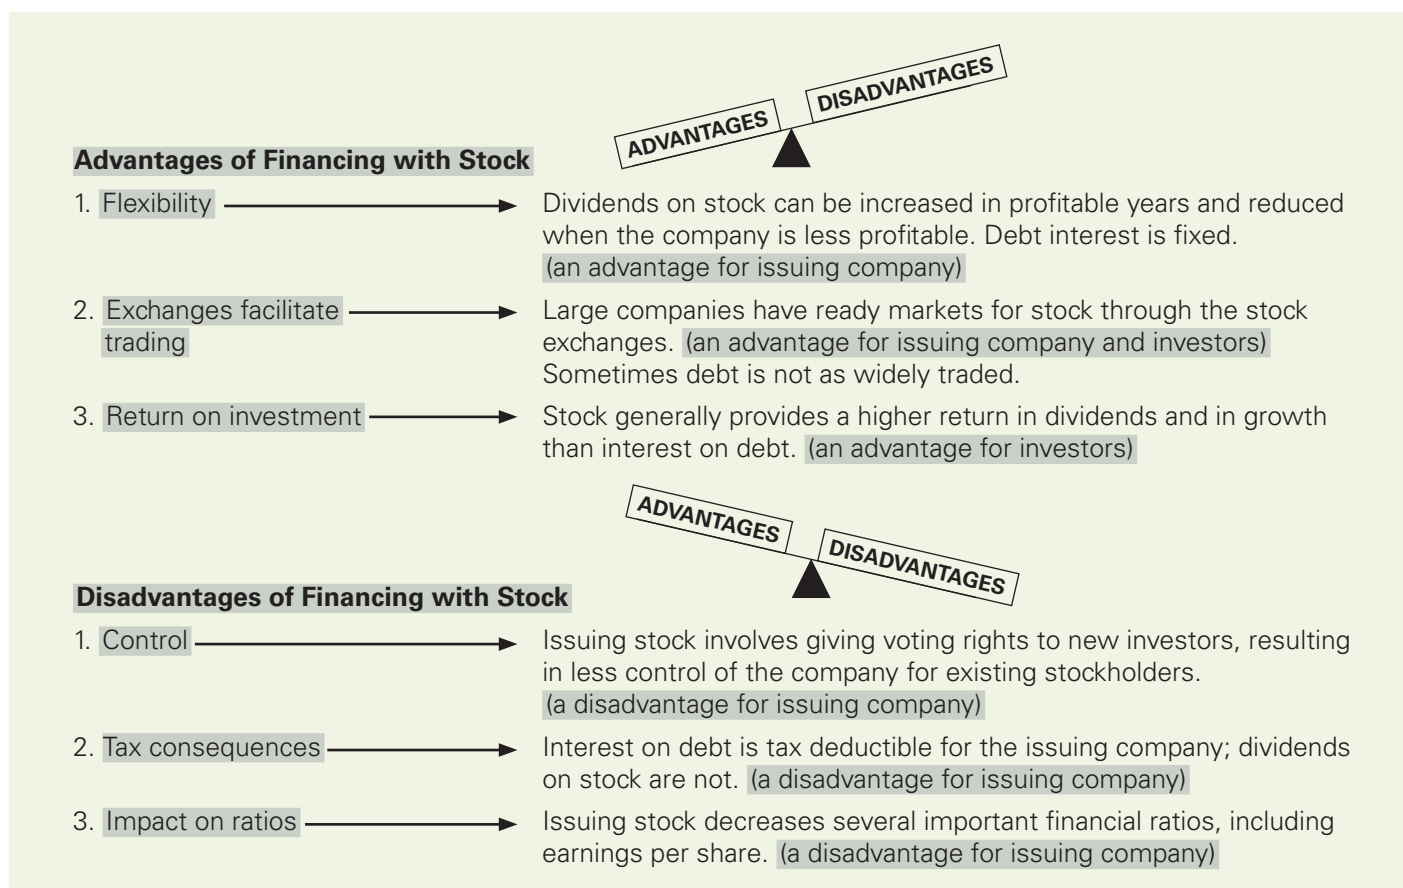 ADVANTAGES
DISADVANTAGES
Advantages of Financing with Stock
1. Flexibility
Dividends on stock can be increased in profitable years and reduced
when the company is less profitable. Debt interest is fixed.
(an advantage for issuing company)
2. Exchanges facilitate
trading
Large companies have ready markets for stock through the stock
exchanges. (an advantage for issuing company and investors)
Sometimes debt is not as widely traded.
3. Return on investment
Stock generally provides a higher return in dividends and in growth
than interest on debt. (an advantage for investors)
ADVANTAGES
DISADVANTAGES
Disadvantages of Financing with Stock
1. Control
Issuing stock involves giving voting rights to new investors, resulting
in less control of the company for existing stockholders.
(a disadvantage for issuing company)
2. Tax consequences
Interest on debt is tax deductible for the issuing company; dividends
on stock are not. (a disadvantage for issuing company)
3. Impact on ratios
Issuing stock decreases several important financial ratios, including
earnings per share. (a disadvantage for issuing company)